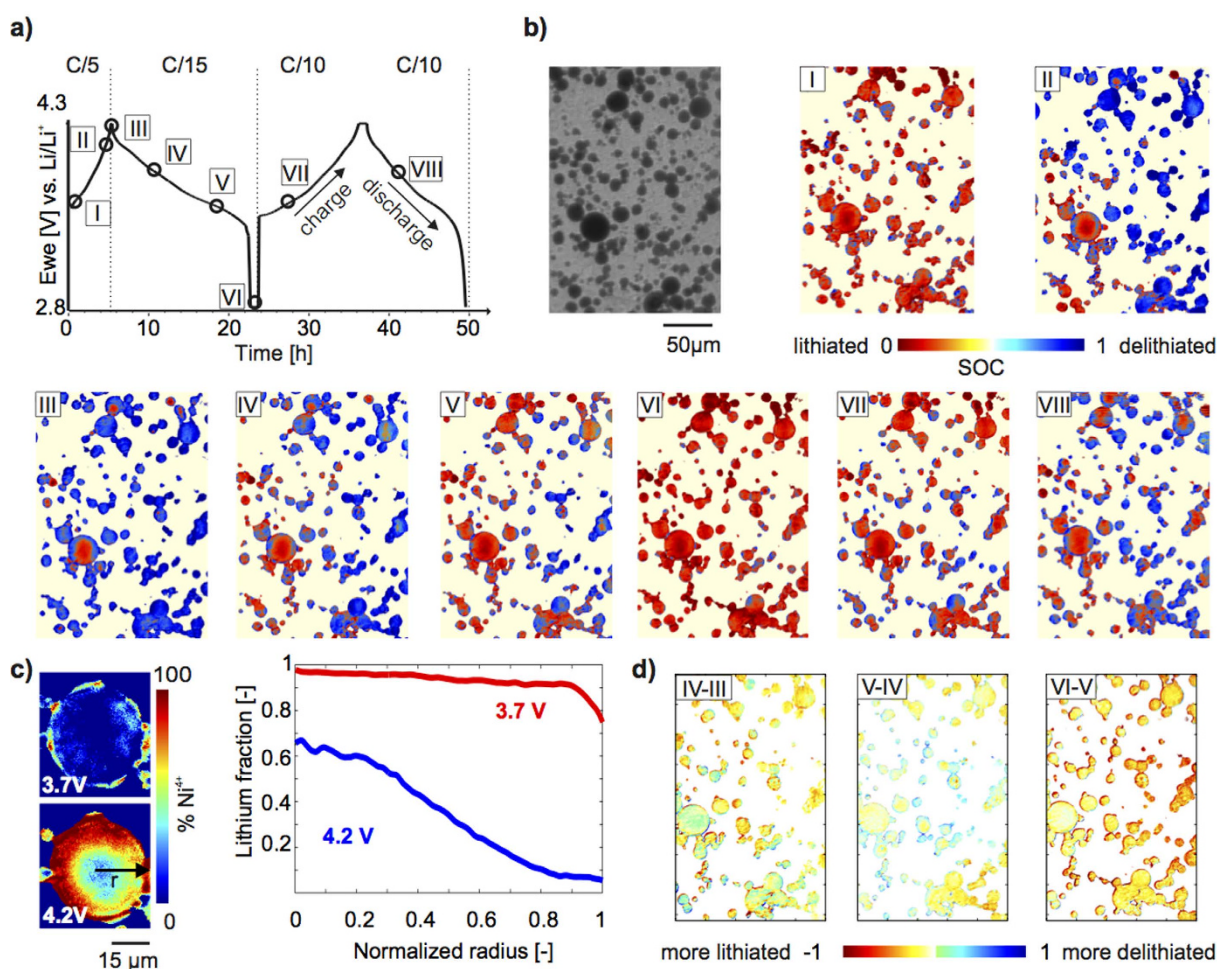 a)
C/5 C/15 C/10 C/10
4.3
Ewe [V] vs. Li/Li⁺
2.8
I
II
III
IV
V
VI
VII
VIII
charge
discharge
0 10 20 30 40 50
Time [h]
b)
50µm
I
II
lithiated 0 1 delithiated
SOC
III IV V VI VII VIII
c)
3.7V
4.2V
r
100
% Ni⁴⁺
0
15 µm
Lithium fraction [-]
1
0.8
0.6
0.4
0.2
3.7 V
4.2 V
0 0.2 0.4 0.6 0.8 1
Normalized radius [-]
d)
IV-III V-IV VI-V
more lithiated -1 1 more delithiated